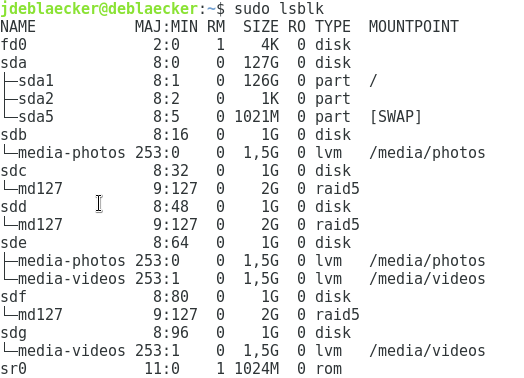 jdeblaecker@deblaecker:~$ sudo lsblk
NAME           MAJ:MIN RM  SIZE RO TYPE  MOUNTPOINT
fd0              2:0    1    4K  0 disk
sda              8:0    0  127G  0 disk
├─sda1           8:1    0  126G  0 part  /
├─sda2           8:2    0    1K  0 part
└─sda5           8:5    0 1021M  0 part  [SWAP]
sdb              8:16   0    1G  0 disk
└─media-photos 253:0    0  1,5G  0 lvm   /media/photos
sdc              8:32   0    1G  0 disk
└─md127          9:127  0    2G  0 raid5
sdd              8:48   0    1G  0 disk
└─md127          9:127  0    2G  0 raid5
sde              8:64   0    1G  0 disk
├─media-photos 253:0    0  1,5G  0 lvm   /media/photos
└─media-videos 253:1    0  1,5G  0 lvm   /media/videos
sdf              8:80   0    1G  0 disk
└─md127          9:127  0    2G  0 raid5
sdg              8:96   0    1G  0 disk
└─media-videos 253:1    0  1,5G  0 lvm   /media/videos
sr0             11:0    1 1024M  0 rom